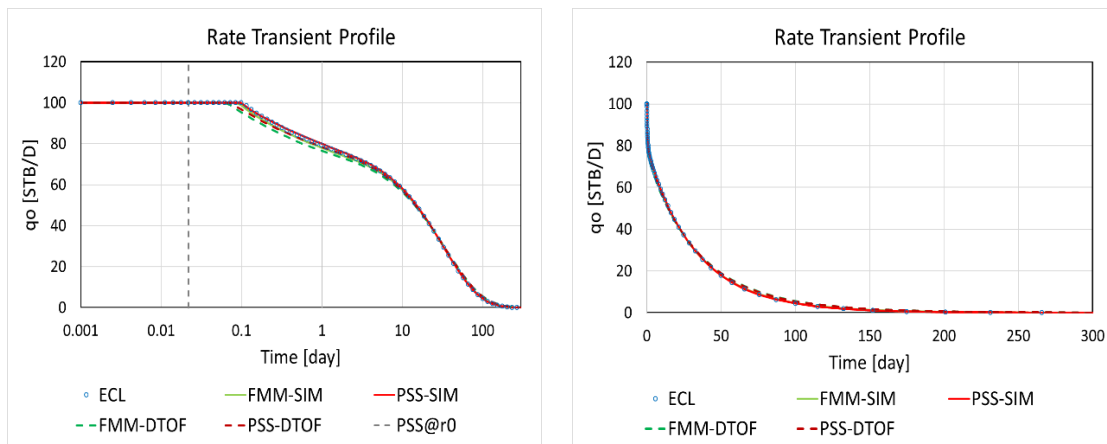 Rate Transient Profile
120
100
80
60
40
20
0
qo [STB/D]
0.001 0.01 0.1 1 10 100
Time [day]
ECL FMM-SIM PSS-SIM
FMM-DTOF PSS-DTOF PSS@r0
Rate Transient Profile
120
100
80
60
40
20
0
qo [STB/D]
0 50 100 150 200 250 300
Time [day]
ECL FMM-SIM PSS-SIM
FMM-DTOF PSS-DTOF